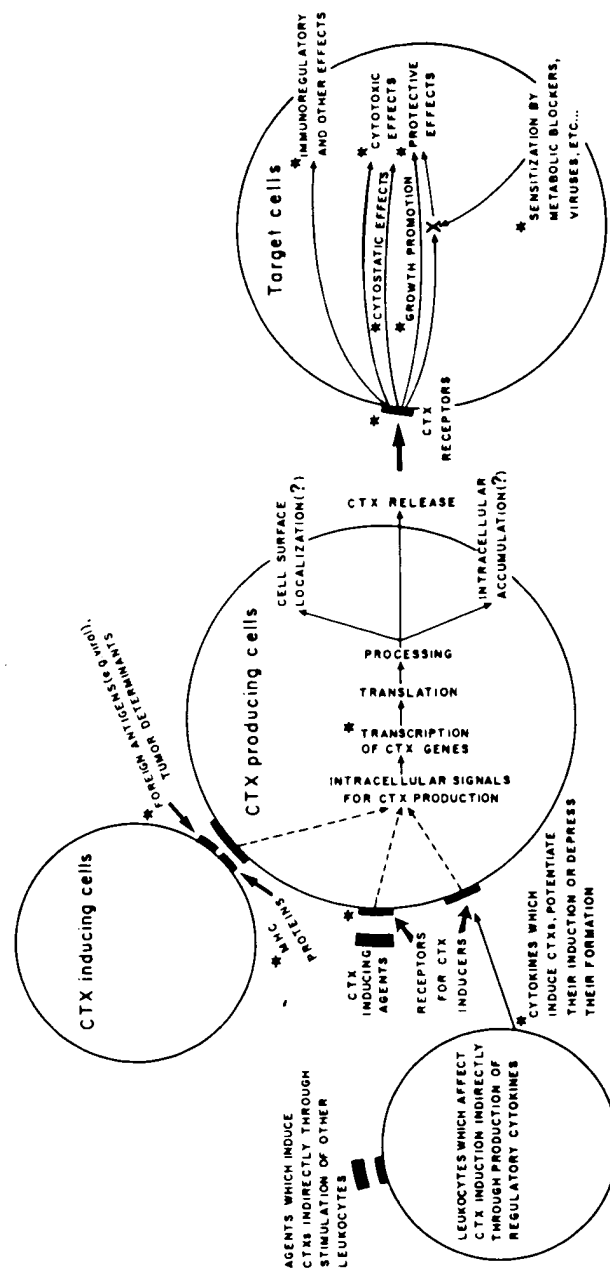 AGENTS WHICH INDUCE
CTXs INDIRECTLY THROUGH
STIMULATION OF OTHER
LEUKOCYTES
LEUKOCYTES WHICH AFFECT
CTX INDUCTION INDIRECTLY
THROUGH PRODUCTION OF
REGULATORY CYTOKINES
* CYTOKINES WHICH
INDUCE CTXs, POTENTIATE
THEIR INDUCTION OR DEPRESS
THEIR FORMATION
CTX inducing cells
* MHC
PROTEINS
* FOREIGN ANTIGENS (e g viral),
TUMOR DETERMINANTS
CTX
INDUCING
AGENTS
*
RECEPTORS
FOR CTX
INDUCERS
CTX producing cells
INTRACELLULAR SIGNALS
FOR CTX PRODUCTION
* TRANSCRIPTION
OF CTX GENES
TRANSLATION
PROCESSING
CELL SURFACE
LOCALIZATION(?)
CTX RELEASE
INTRACELLULAR
ACCUMULATION(?)
Target cells
*
CTX
RECEPTORS
* IMMUNOREGULATORY
AND OTHER EFFECTS
* CYTOSTATIC EFFECTS
* CYTOTOXIC
EFFECTS
* GROWTH PROMOTION
* PROTECTIVE
EFFECTS
X
* SENSITIZATION BY
METABOLIC BLOCKERS,
VIRUSES, ETC...